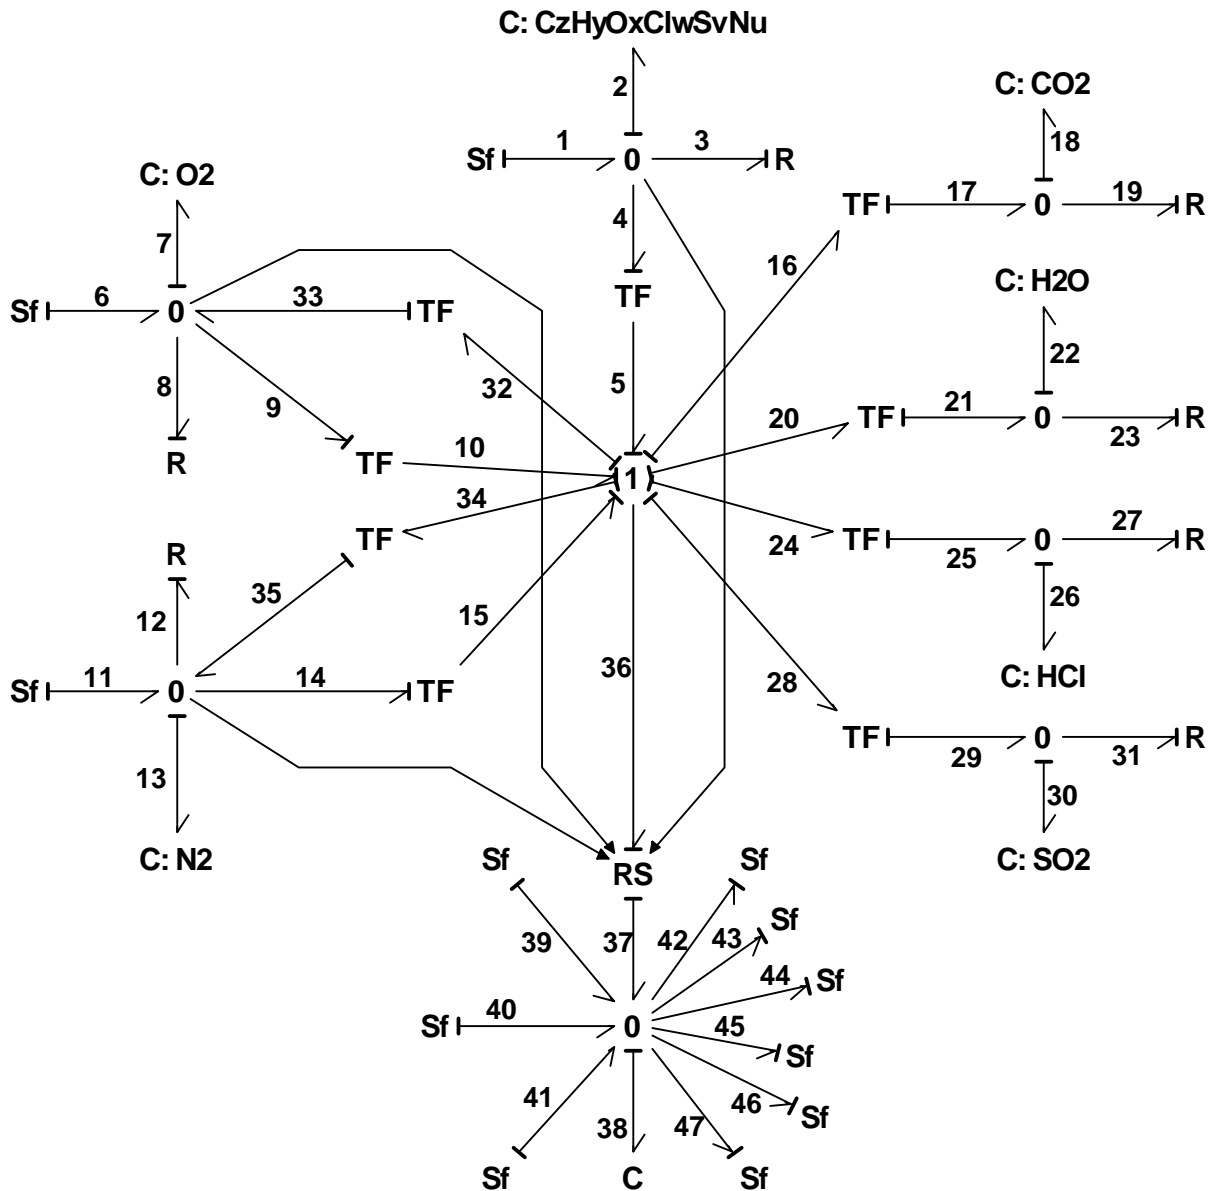 C: CzHyOxClwSvNu
2
C: CO2
18
Sf 1 0 3 R
C: O2
TF 17 0 19 R
4
7
16
C: H2O
Sf 6 0 33 TF
TF
22
8
32
5
9
20
TF 21 0 23 R
10
R
TF
1
34
TF
24
TF 25 0 27 R
R
35
26
12
15
36
C: HCl
Sf 11 0 14 TF
28
TF 29 0 31 R
13
30
C: N2
Sf
RS
Sf
C: SO2
39
37
42
43
Sf
44
Sf
Sf 40 0
45
Sf
41
38
47
46
Sf
Sf
C
Sf